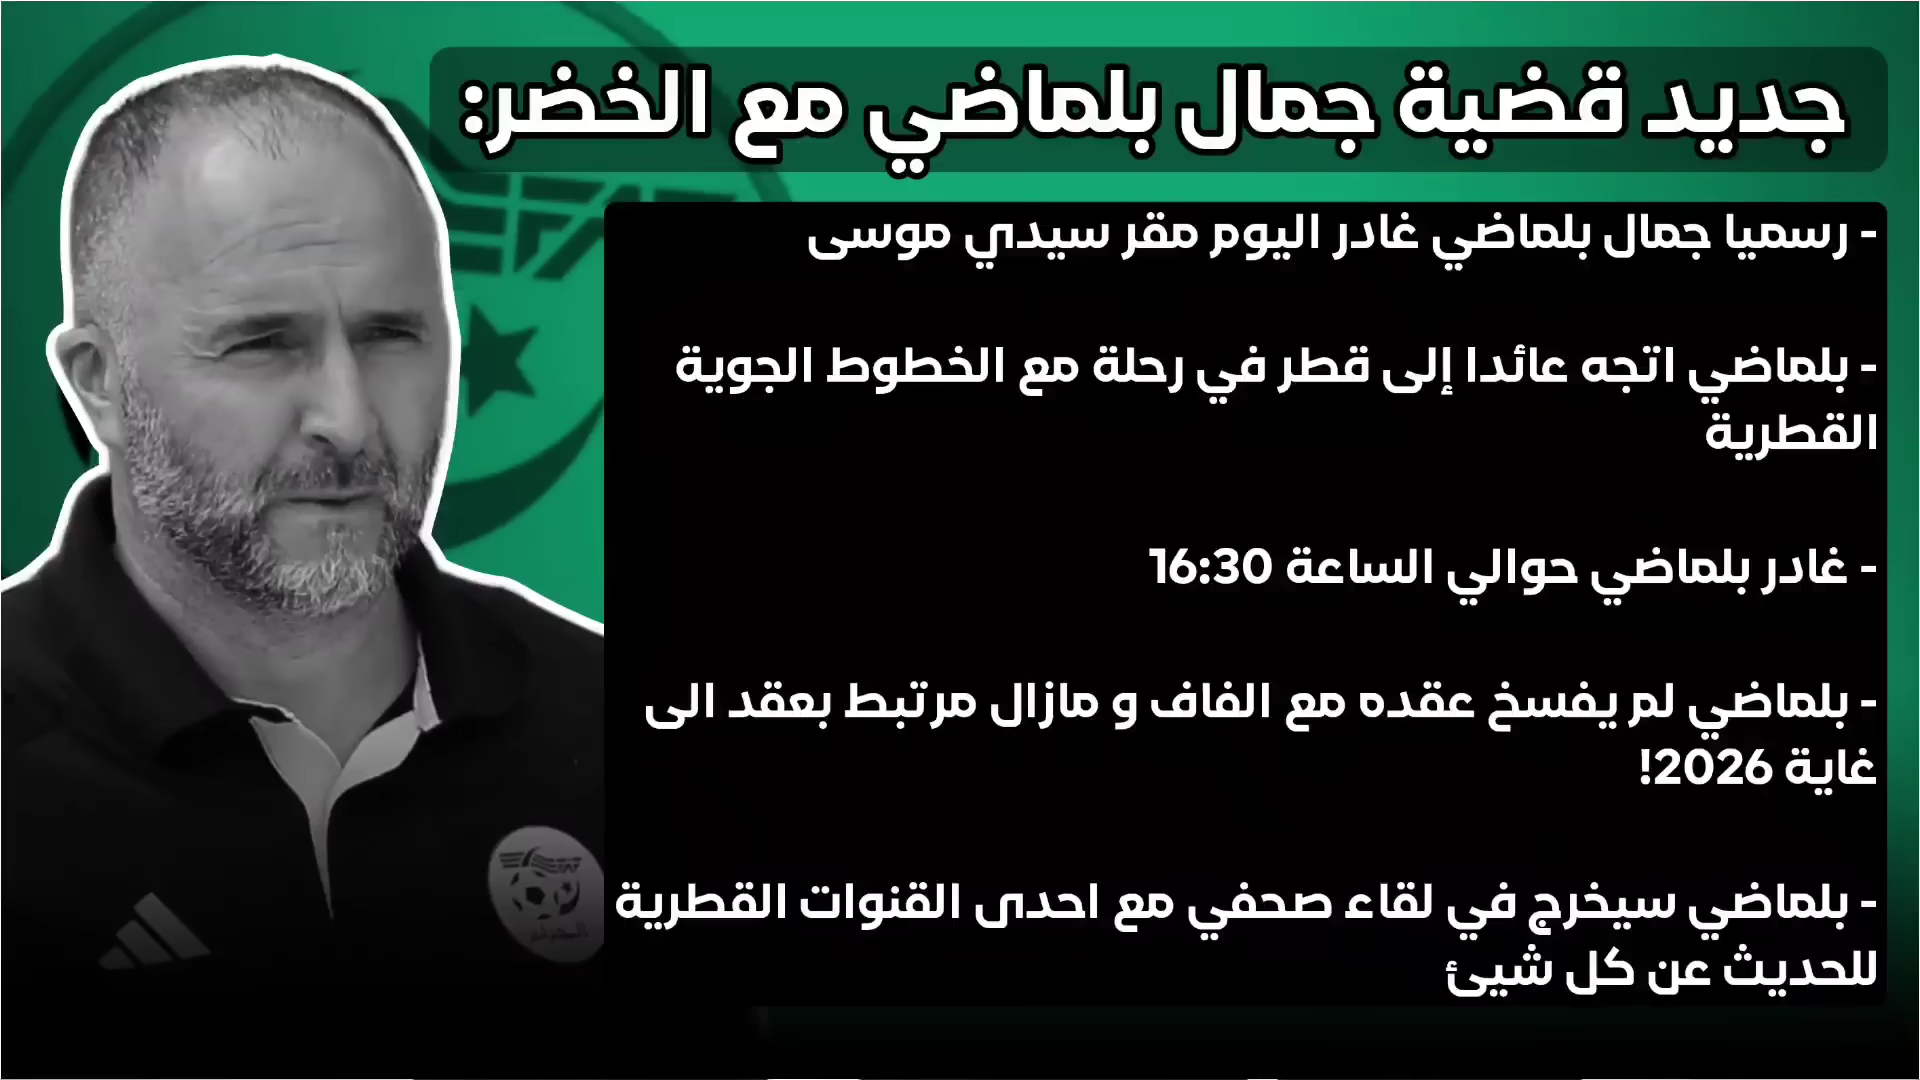 جديد قضية جمال بلماضي مع الخضر:
- رسميا جمال بلماضي غادر اليوم مقر سيدي موسى
- بلماضي اتجه عائدا إلى قطر في رحلة مع الخطوط الجوية
القطرية
- غادر بلماضي حوالي الساعة 16:30
- بلماضي لم يفسخ عقده مع الفاف و مازال مرتبط بعقد الى
غاية 2026!
- بلماضي سيخرج في لقاء صحفي مع احدى القنوات القطرية
للحديث عن كل شيئ